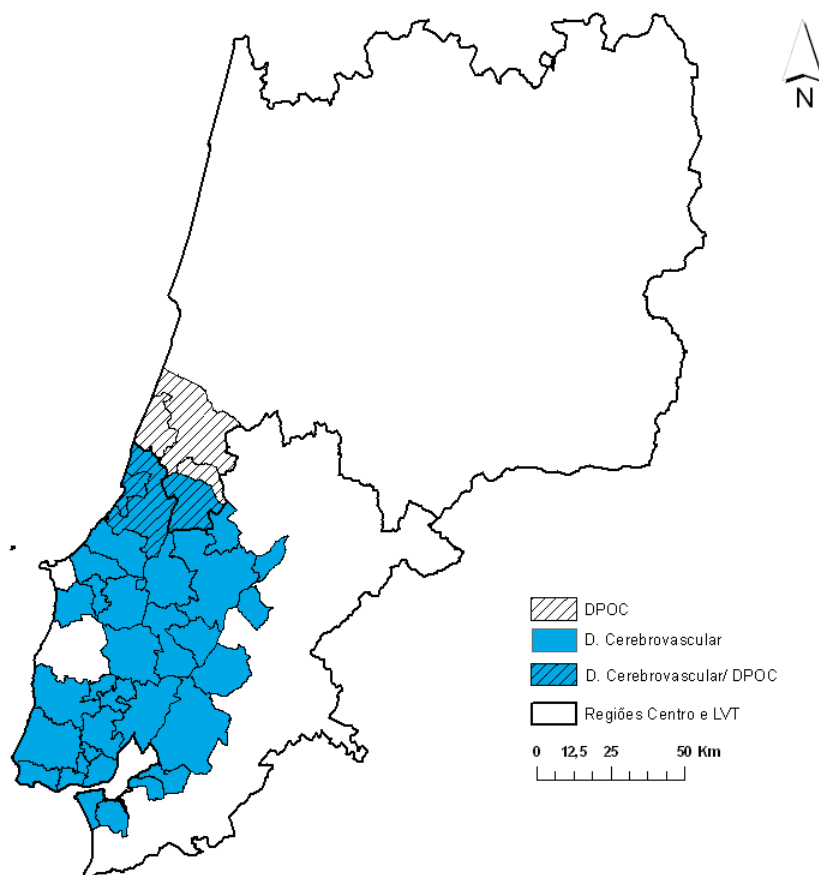 N
DPOC
D. Cerebrovascular
D. Cerebrovascular/ DPOC
Regiões Centro e LVT
0 12,5 25 50 Km